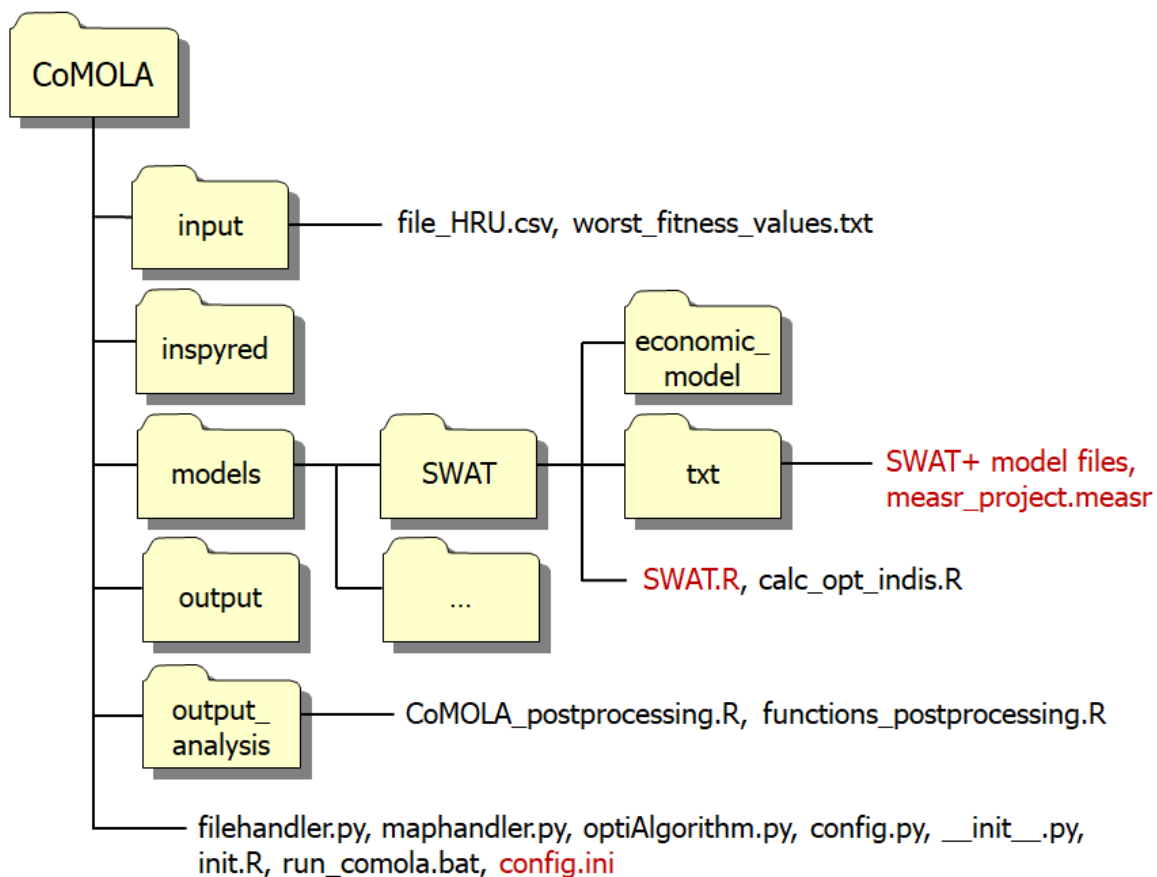 CoMOLA
input
file_HRU.csv, worst_fitness_values.txt
inspyred
economic_
model
models
SWAT
txt
SWAT+ model files,
measr_project.measr
output
...
SWAT.R, calc_opt_indis.R
output_
analysis
CoMOLA_postprocessing.R, functions_postprocessing.R
filehandler.py, maphandler.py, optiAlgorithm.py, config.py, __init__.py,
init.R, run_comola.bat, config.ini